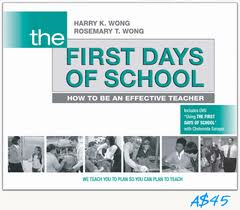 HARRY K. WONG
ROSEMARY T. WONG
the
FIRST DAYS
OF SCHOOL
HOW TO BE AN EFFECTIVE TEACHER
Includes DVD
"Using THE FIRST
DAYS OF SCHOOL"
with Chelonnda Seroyer
WE TEACH YOU TO PLAN SO YOU CAN PLAN TO TEACH
A$45